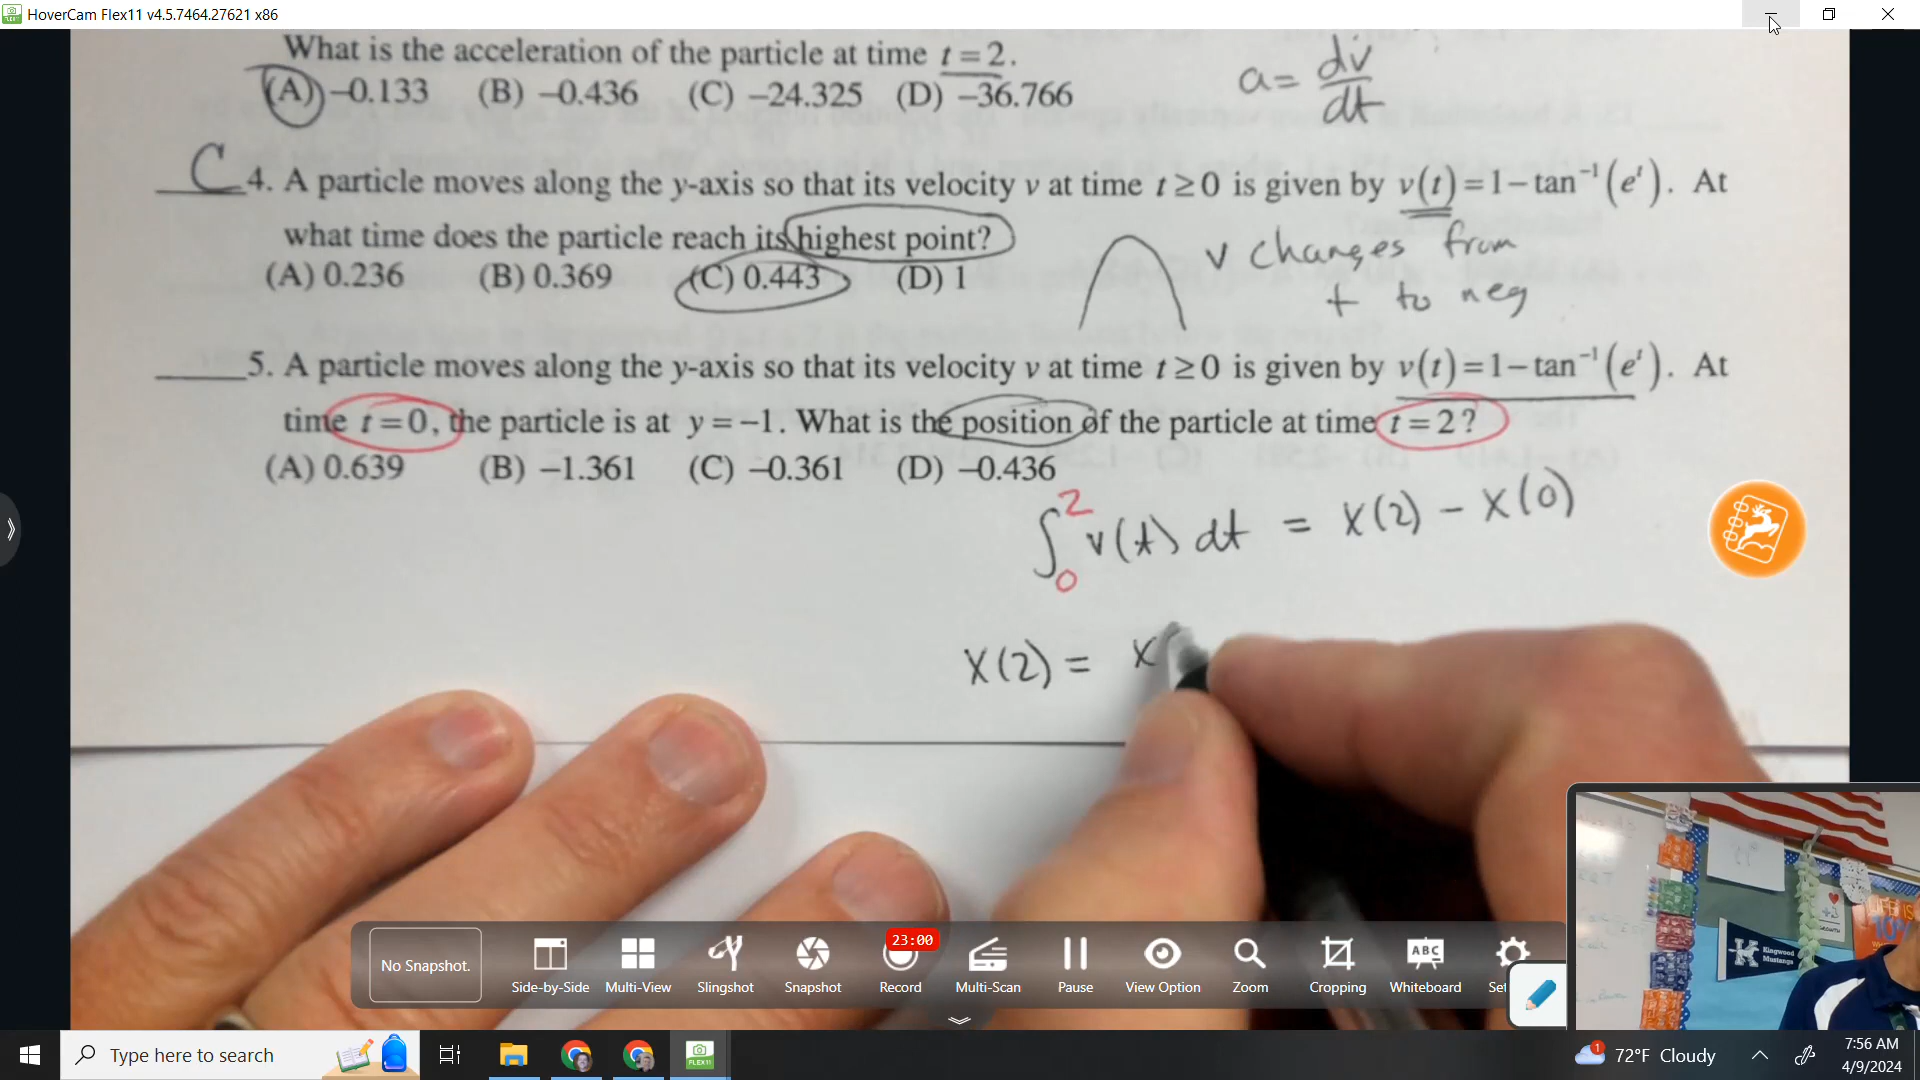 HoverCam Flex11 v4.5.7464.27621 x86
What is the acceleration of the particle at time t = 2.
(A) −0.133 (B) −0.436 (C) −24.325 (D) −36.766
a = dv/dt
C 4. A particle moves along the y-axis so that its velocity v at time t ≥ 0 is given by v(t) = 1 − tan⁻¹(eᵗ). At
what time does the particle reach its highest point?
(A) 0.236 (B) 0.369 (C) 0.443 (D) 1
v changes from
+ to neg
_____5. A particle moves along the y-axis so that its velocity v at time t ≥ 0 is given by v(t) = 1 − tan⁻¹(eᵗ). At
time t = 0, the particle is at y = −1. What is the position of the particle at time t = 2?
(A) 0.639 (B) −1.361 (C) −0.361 (D) −0.436
∫₀² v(t) dt = x(2) − x(0)
x(2) = x(
No Snapshot.
Side-by-Side Multi-View Slingshot Snapshot Record Multi-Scan Pause View Option Zoom Cropping Whiteboard Set
23:00
ABC
Kingwood
Mustangs
Type here to search
FLEX11
1
72°F Cloudy
7:56 AM
4/9/2024